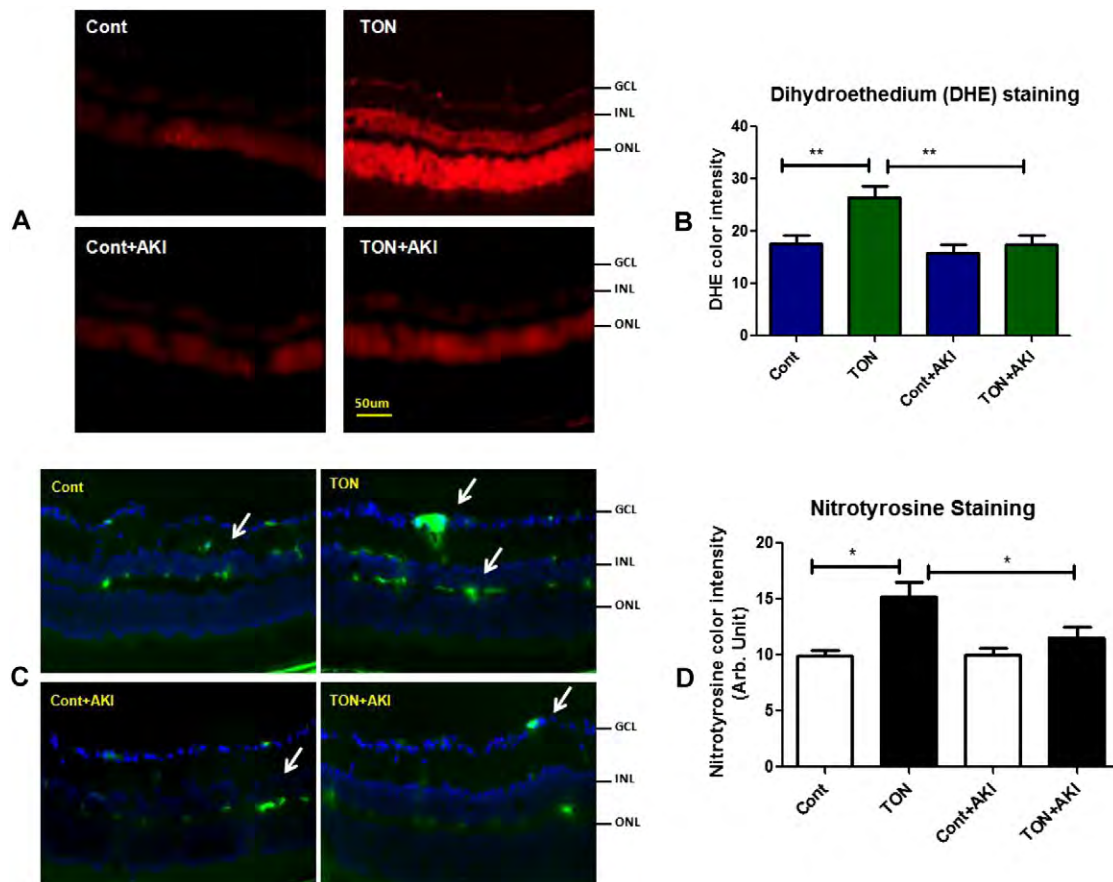 A
Cont
TON
GCL
INL
ONL
Cont+AKI
TON+AKI
GCL
INL
ONL
50um
B
Dihydroethedium (DHE) staining
DHE color intensity
40
30
20
10
0
**
**
Cont
TON
Cont+AKI
TON+AKI
C
Cont
TON
GCL
INL
ONL
Cont+AKI
TON+AKI
GCL
INL
ONL
D
Nitrotyrosine Staining
Nitrotyrosine color intensity
(Arb. Unit)
20
15
10
5
0
*
*
Cont
TON
Cont+AKI
TON+AKI